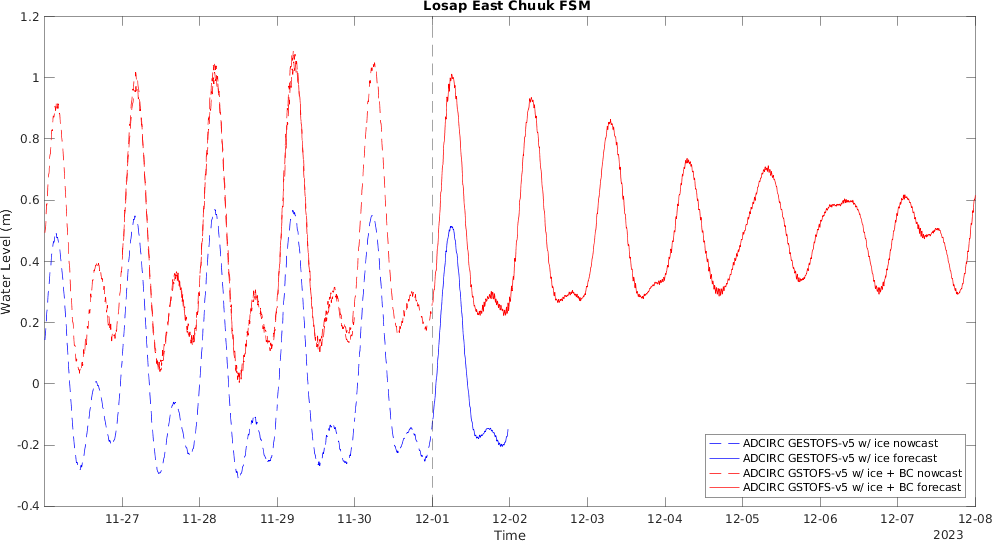 Losap East Chuuk FSM
1.2
1
0.8
0.6
0.4
0.2
0
-0.2
-0.4
Water Level (m)
11-27 11-28 11-29 11-30 12-01 12-02 12-03 12-04 12-05 12-06 12-07 12-08
Time
2023
ADCIRC GESTOFS-v5 w/ ice nowcast
ADCIRC GESTOFS-v5 w/ ice forecast
ADCIRC GSTOFS-v5 w/ ice + BC nowcast
ADCIRC GSTOFS-v5 w/ ice + BC forecast